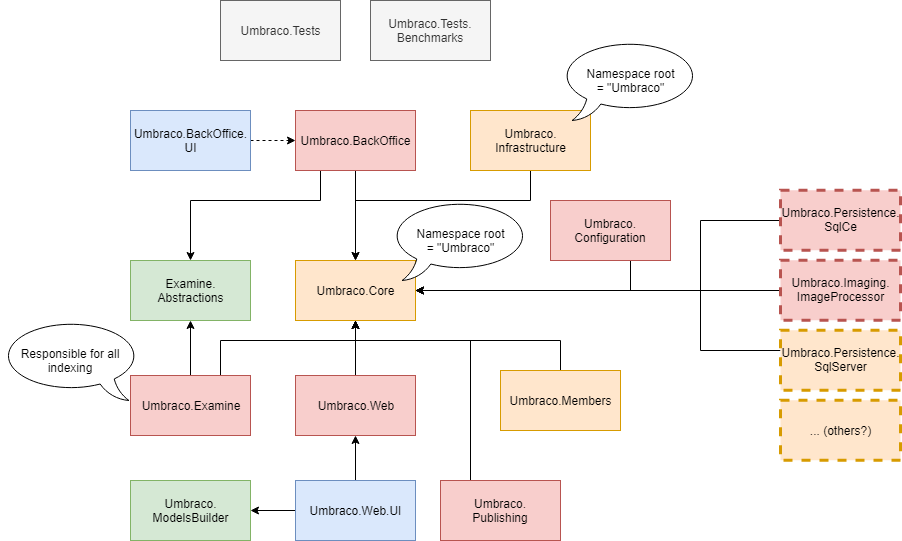 Umbraco.Tests
Umbraco.Tests.
Benchmarks
Namespace root
= "Umbraco"
Umbraco.BackOffice.
UI
Umbraco.BackOffice
Umbraco.
Infrastructure
Umbraco.Persistence.
SqlCe
Umbraco.
Configuration
Namespace root
= "Umbraco"
Examine.
Abstractions
Umbraco.Core
Umbraco.Imaging.
ImageProcessor
Responsible for all
indexing
Umbraco.Persistence.
SqlServer
Umbraco.Examine
Umbraco.Web
Umbraco.Members
... (others?)
Umbraco.
ModelsBuilder
Umbraco.Web.UI
Umbraco.
Publishing